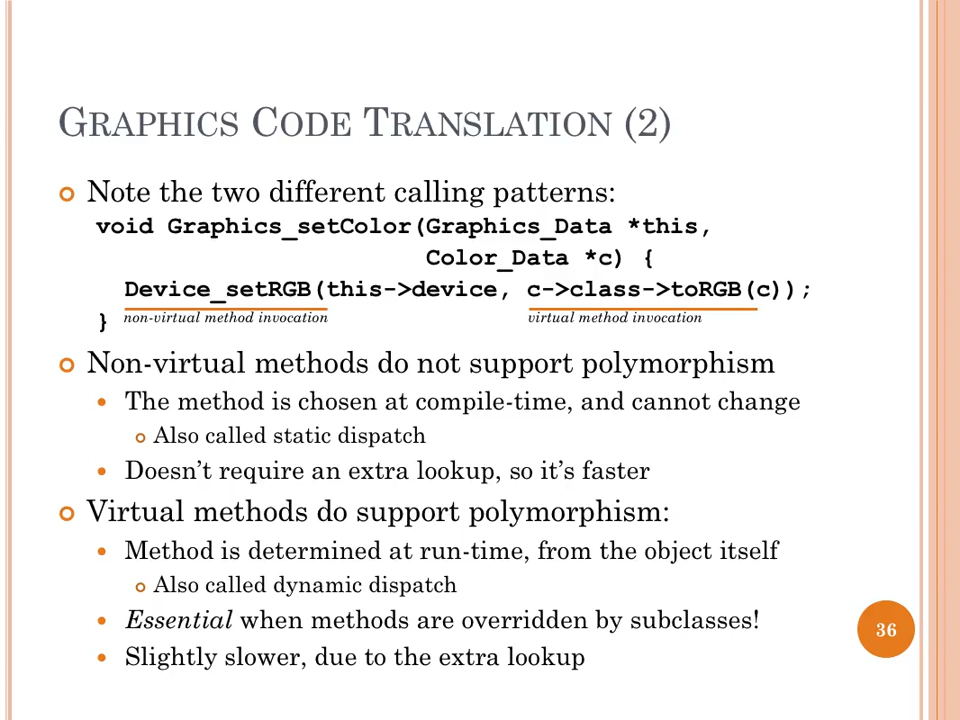 GRAPHICS CODE TRANSLATION (2)
Note the two different calling patterns:
void Graphics_setColor(Graphics_Data *this,
Color_Data *c) {
Device_setRGB(this->device, c->class->toRGB(c));
} non-virtual method invocation virtual method invocation
Non-virtual methods do not support polymorphism
The method is chosen at compile-time, and cannot change
Also called static dispatch
Doesn't require an extra lookup, so it's faster
Virtual methods do support polymorphism:
Method is determined at run-time, from the object itself
Also called dynamic dispatch
Essential when methods are overridden by subclasses!
Slightly slower, due to the extra lookup
36